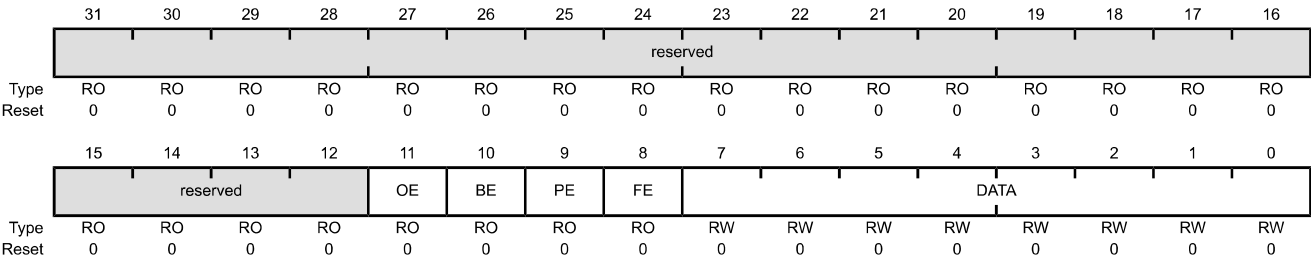 31 30 29 28 27 26 25 24 23 22 21 20 19 18 17 16
reserved
Type RO RO RO RO RO RO RO RO RO RO RO RO RO RO RO RO
Reset 0 0 0 0 0 0 0 0 0 0 0 0 0 0 0 0
15 14 13 12 11 10 9 8 7 6 5 4 3 2 1 0
reserved OE BE PE FE DATA
Type RO RO RO RO RO RO RO RO RW RW RW RW RW RW RW RW
Reset 0 0 0 0 0 0 0 0 0 0 0 0 0 0 0 0